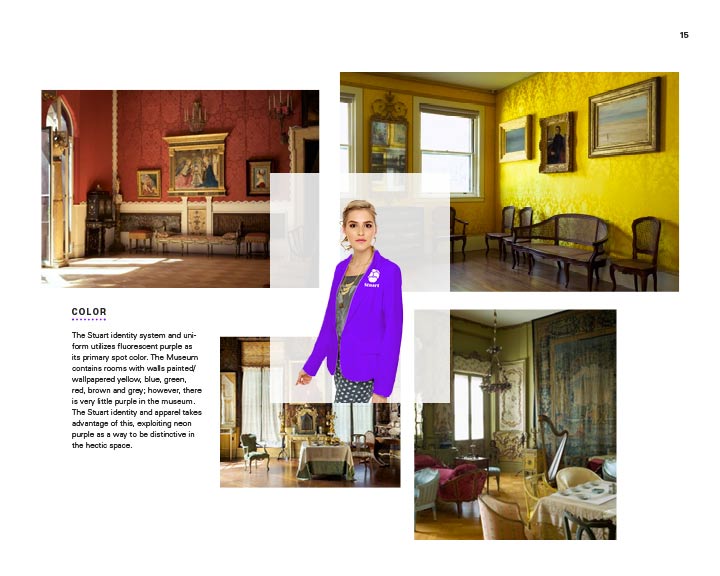 15
COLOR
The Stuart identity system and uni-
form utilizes fluorescent purple as
its primary spot color. The Museum
contains rooms with walls painted/
wallpapered yellow, blue, green,
red, brown and grey; however, there
is very little purple in the museum.
The Stuart identity and apparel takes
advantage of this, exploiting neon
purple as a way to be distinctive in
the hectic space.
Stuart